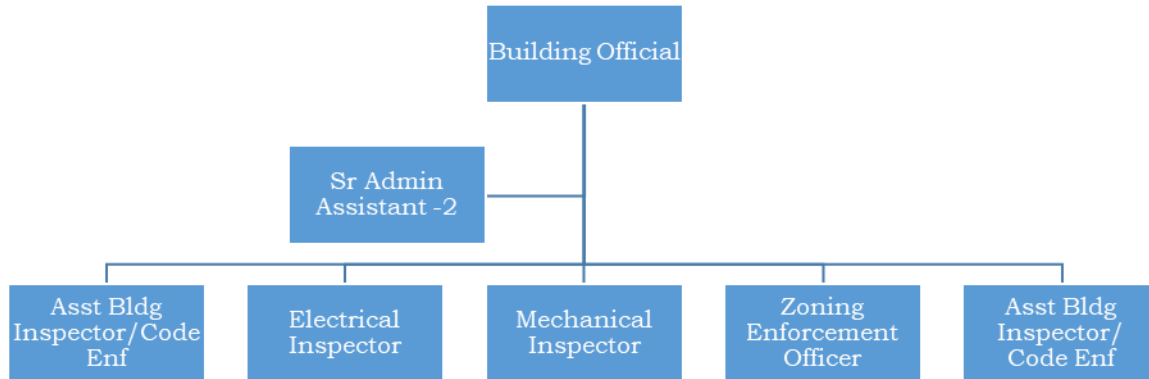 Building Official
Sr Admin
Assistant -2
Asst Bldg
Inspector/Code
Enf
Electrical
Inspector
Mechanical
Inspector
Zoning
Enforcement
Officer
Asst Bldg
Inspector/
Code Enf